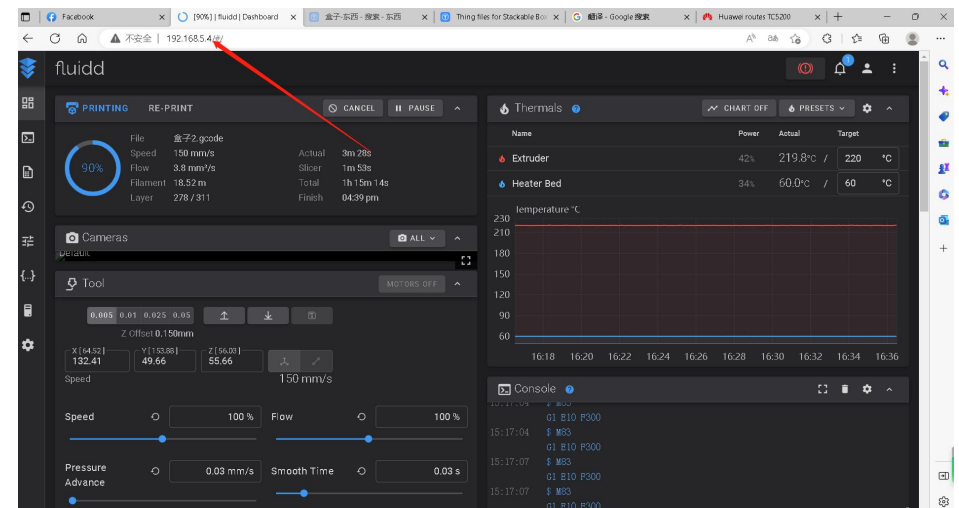 Facebook
[90%] | fluidd | Dashboard
盒子-东西 - 搜索 - 东西
Thing files for Stackable Box
翻译 - Google 搜索
Huawei routes TC5200
不安全 | 192.168.5.4/#/
fluidd
1
PRINTING RE-PRINT CANCEL PAUSE
File 盒子2.gcode
Speed 150 mm/s Actual 3m 28s
90% Flow 3.8 mm³/s Slicer 1m 53s
Filament 18.52 m Total 1h 15m 14s
Layer 278 / 311 Finish 04:39 pm
Cameras ALL
Default
Tool MOTORS OFF
0.005 0.01 0.025 0.05
Z Offset 0.150mm
X [ 64.52 ] Y [ 153.88 ] Z [ 56.03 ]
132.41 49.66 55.66
Speed 150 mm/s
Speed 100 % Flow 100 %
Pressure Advance 0.03 mm/s Smooth Time 0.03 s
Thermals CHART OFF PRESETS
Name Power Actual Target
Extruder 42% 219.8°C / 220 °C
Heater Bed 34% 60.0°C / 60 °C
Temperature °C
230
210
180
150
120
90
60
16:18 16:20 16:22 16:24 16:26 16:28 16:30 16:32 16:34 16:36
Console
15:17:04 $ M83
G1 E10 F300
15:17:04 $ M83
G1 E10 F300
15:17:07 $ M83
G1 E10 F300
15:17:07 $ M83
G1 E10 F300